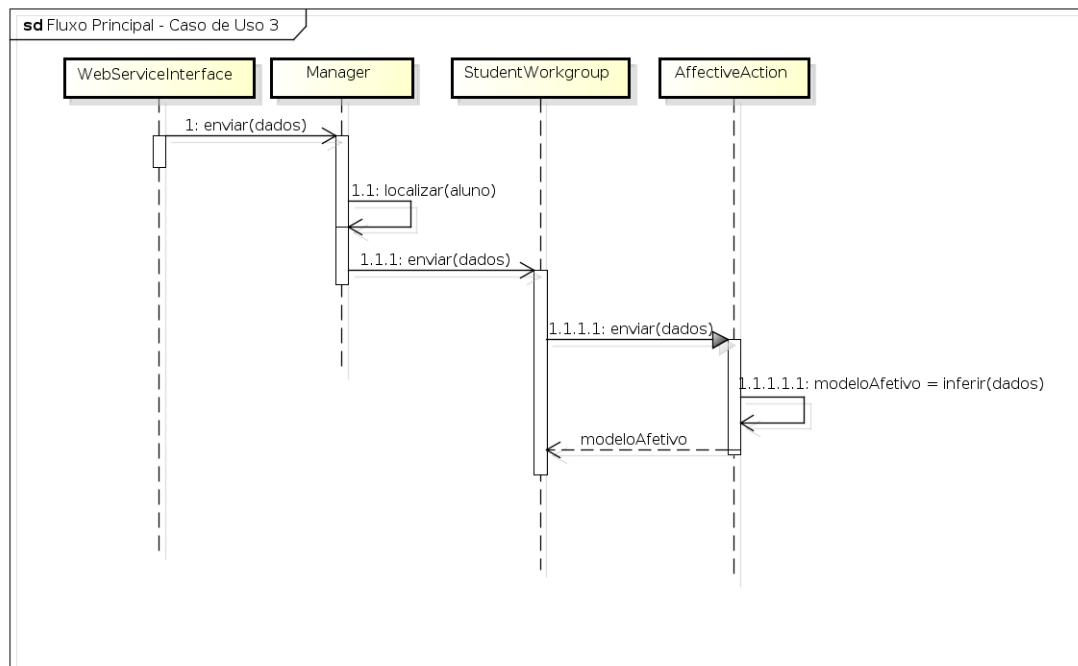 sd Fluxo Principal - Caso de Uso 3
WebServiceInterface
Manager
StudentWorkgroup
AffectiveAction
1: enviar(dados)
1.1: localizar(aluno)
1.1.1: enviar(dados)
1.1.1.1: enviar(dados)
1.1.1.1.1: modeloAfetivo = inferir(dados)
modeloAfetivo